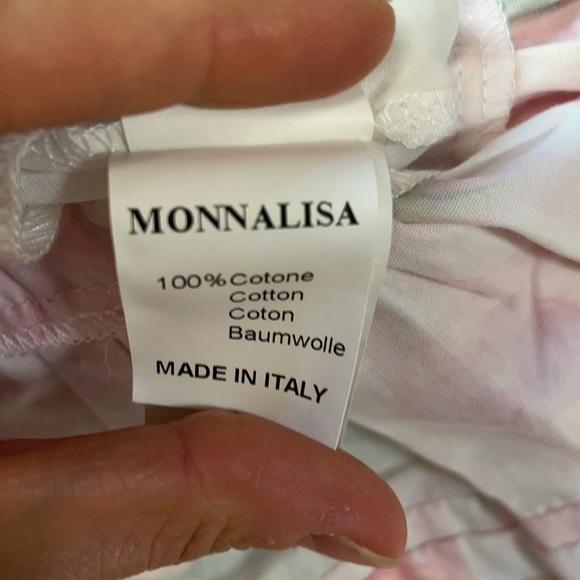 MONNALISA
100% Cotone
Cotton
Coton
Baumwolle
MADE IN ITALY